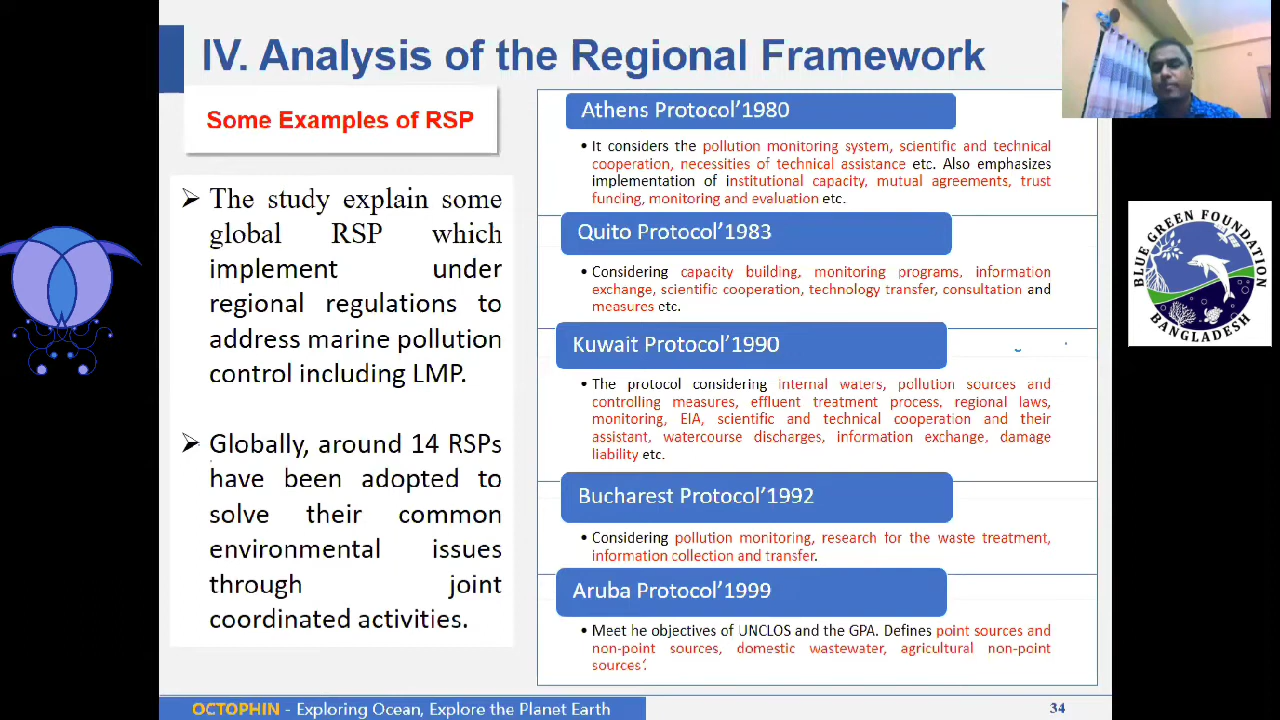 IV. Analysis of the Regional Framework
Some Examples of RSP
➢ The study explain some
global RSP which
implement under
regional regulations to
address marine pollution
control including LMP.
➢ Globally, around 14 RSPs
have been adopted to
solve their common
environmental issues
through joint
coordinated activities.
Athens Protocol’1980
• It considers the pollution monitoring system, scientific and technical
cooperation, necessities of technical assistance etc. Also emphasizes
implementation of institutional capacity, mutual agreements, trust
funding, monitoring and evaluation etc.
Quito Protocol’1983
• Considering capacity building, monitoring programs, information
exchange, scientific cooperation, technology transfer, consultation and
measures etc.
Kuwait Protocol’1990
• The protocol considering internal waters, pollution sources and
controlling measures, effluent treatment process, regional laws,
monitoring, EIA, scientific and technical cooperation and their
assistant, watercourse discharges, information exchange, damage
liability etc.
Bucharest Protocol’1992
• Considering pollution monitoring, research for the waste treatment,
information collection and transfer.
Aruba Protocol’1999
• Meet he objectives of UNCLOS and the GPA. Defines point sources and
non-point sources, domestic wastewater, agricultural non-point
sources’.
OCTOPHIN - Exploring Ocean, Explore the Planet Earth
34
BLUE GREEN FOUNDATION
BANGLADESH